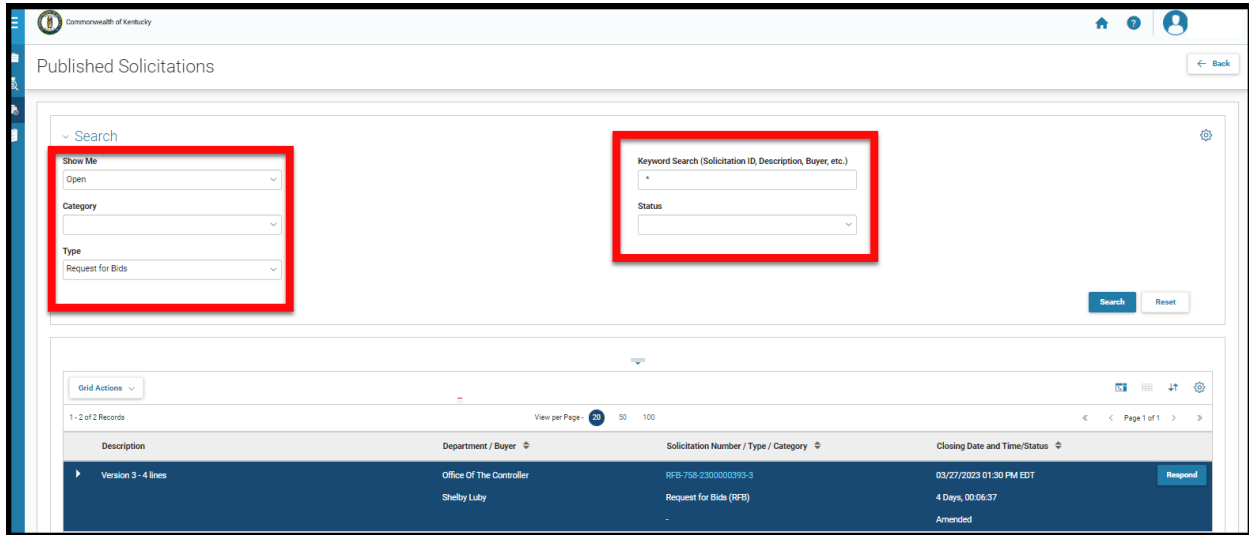 Commonwealth of Kentucky
Published Solicitations
Back
Search
Show Me
Open
Category
Type
Request for Bids
Keyword Search (Solicitation ID, Description, Buyer, etc.)
*
Status
Search Reset
Grid Actions
1 - 2 of 2 Records View per Page - 20 50 100 Page 1 of 1
Description Department / Buyer Solicitation Number / Type / Category Closing Date and Time/Status
Version 3 - 4 lines Office Of The Controller RFB-758-2300000393-3 03/27/2023 01:30 PM EDT Respond
Shelby Luby Request for Bids (RFB) 4 Days, 00:06:37
- Amended